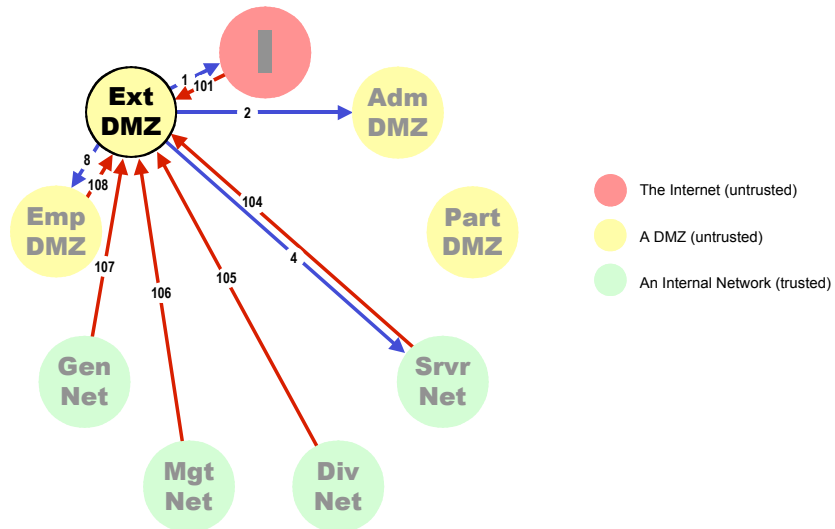 I
1
101
Ext
DMZ
2
Adm
DMZ
8
108
Emp
DMZ
104
Part
DMZ
4
107
106
105
Gen
Net
Srvr
Net
Mgt
Net
Div
Net
The Internet (untrusted)
A DMZ (untrusted)
An Internal Network (trusted)